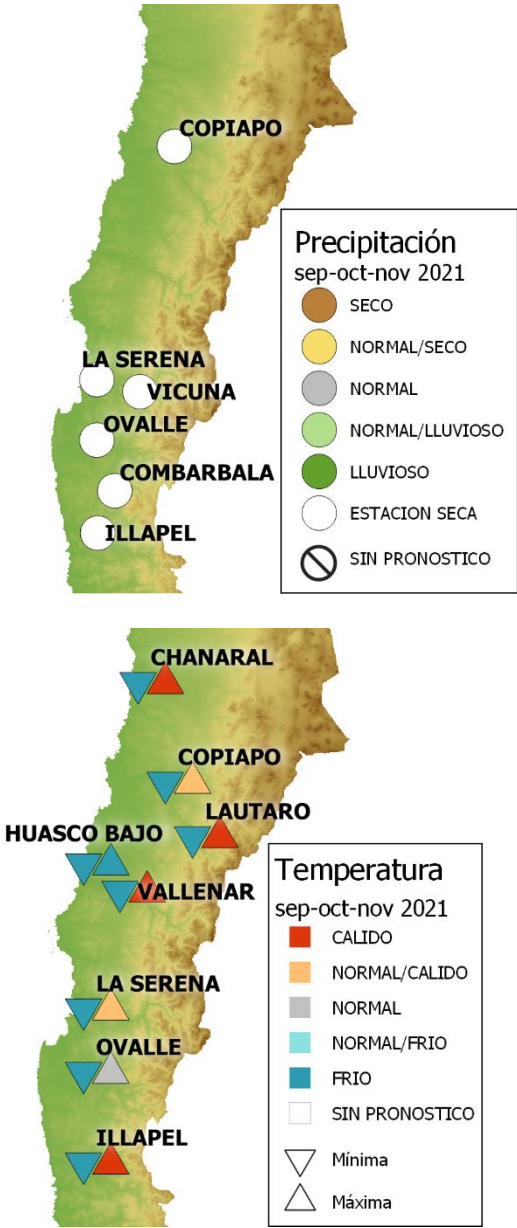 COPIAPO
LA SERENA
VICUNA
OVALLE
COMBARBALA
ILLAPEL
Precipitación
sep-oct-nov 2021
SECO
NORMAL/SECO
NORMAL
NORMAL/LLUVIOSO
LLUVIOSO
ESTACION SECA
SIN PRONOSTICO
CHANARAL
COPIAPO
LAUTARO
HUASCO BAJO
VALLENAR
LA SERENA
OVALLE
ILLAPEL
Temperatura
sep-oct-nov 2021
CALIDO
NORMAL/CALIDO
NORMAL
NORMAL/FRIO
FRIO
SIN PRONOSTICO
Mínima
Máxima